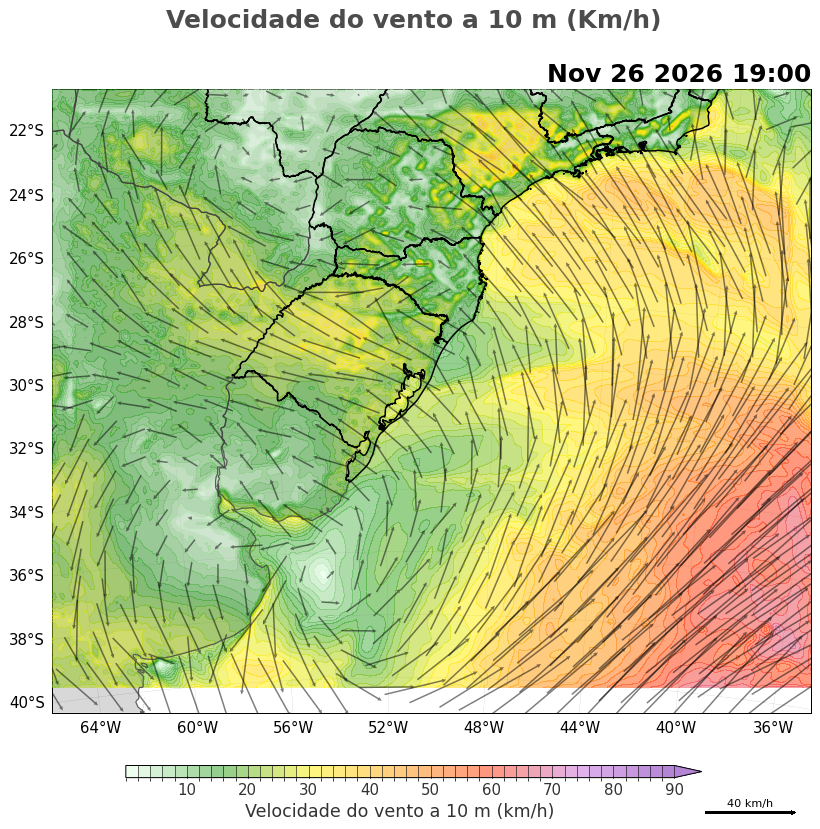 Velocidade do vento a 10 m (Km/h)
Nov 26 2026 19:00
22°S
24°S
26°S
28°S
30°S
32°S
34°S
36°S
38°S
40°S
64°W 60°W 56°W 52°W 48°W 44°W 40°W 36°W
10 20 30 40 50 60 70 80 90
Velocidade do vento a 10 m (km/h)
40 km/h